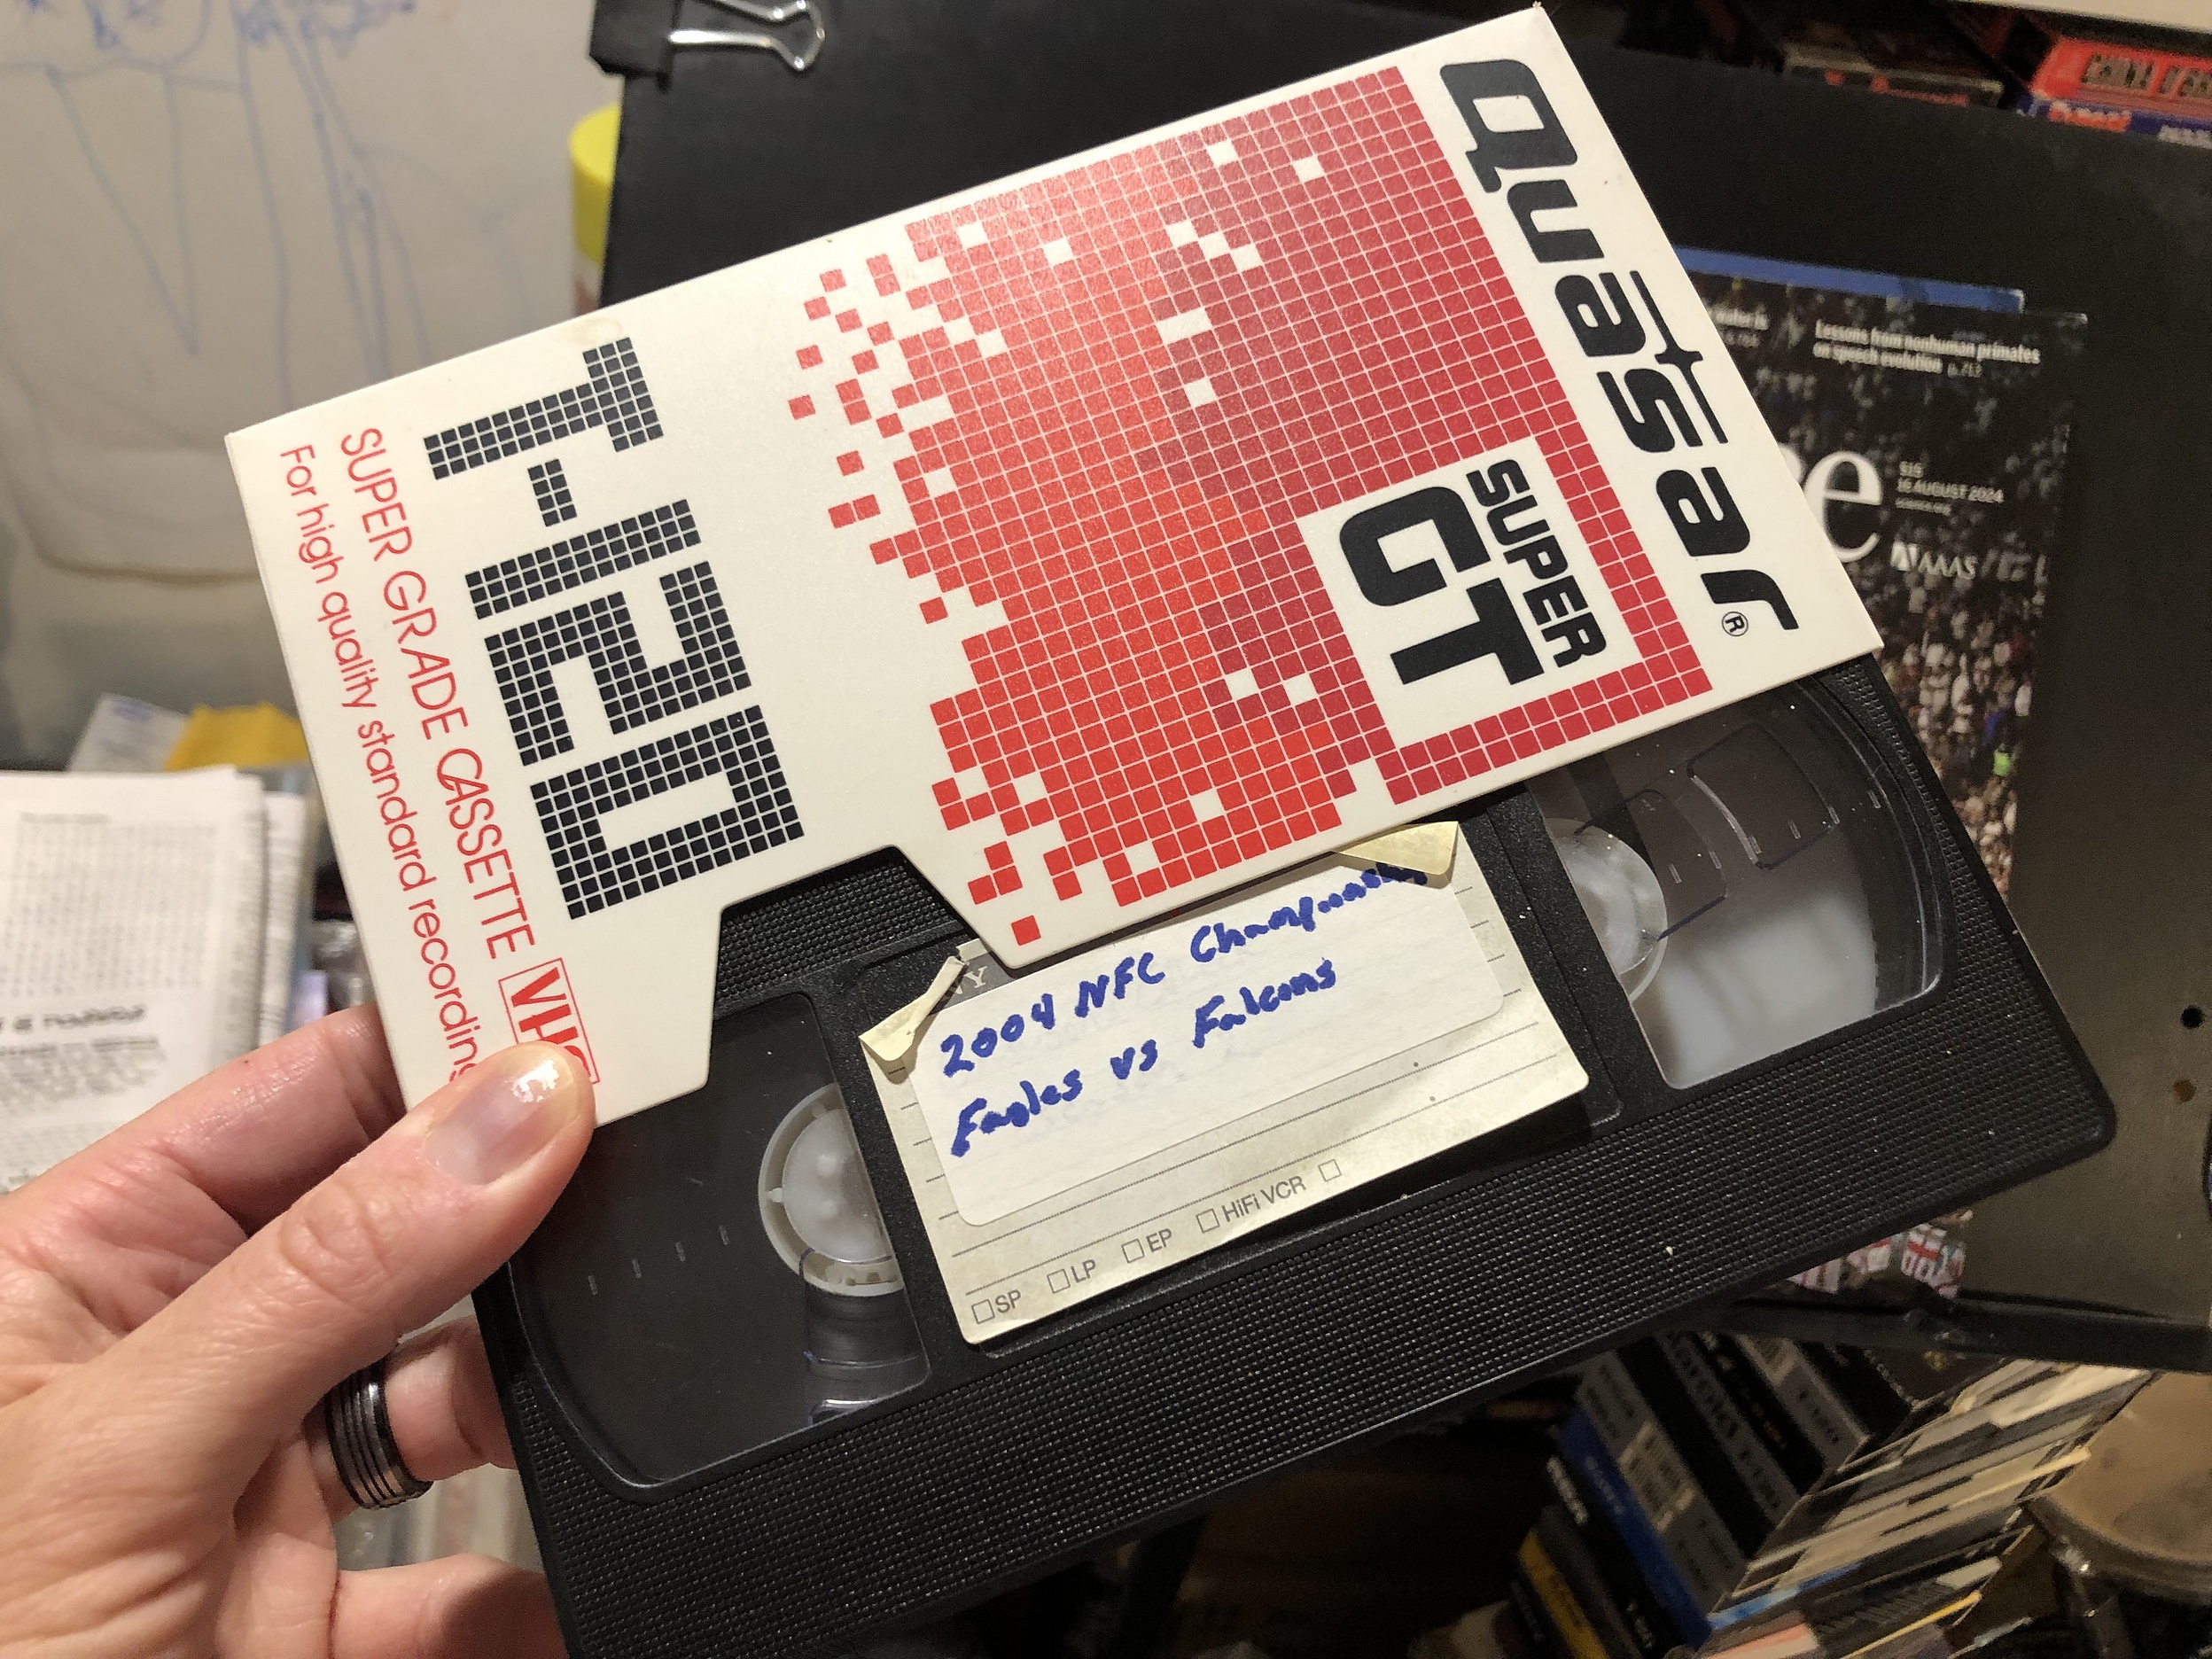 Quasar®
SUPER
GT
T-120
SUPER GRADE CASSETTE VHS
For high quality standard recording
2004 NFC Championship
Eagles vs Falcons
SP LP EP HiFi VCR
Lessons from nonhuman primates
on speech evolution p.712
16 AUGUST 2024
AAAS